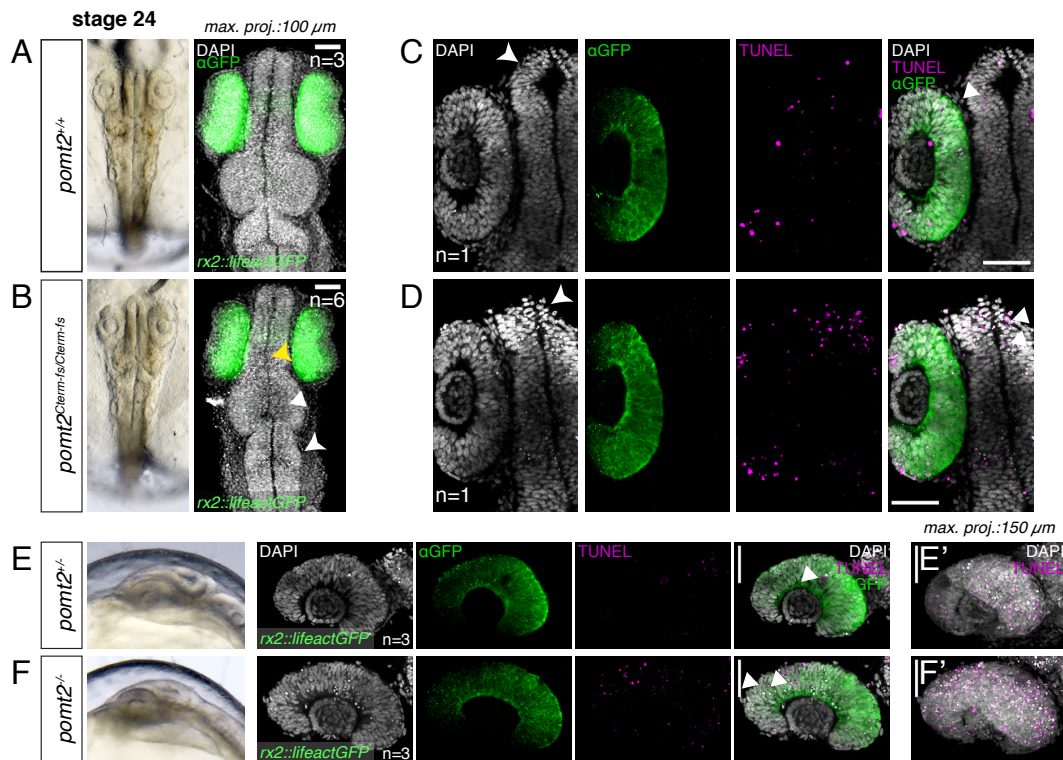 stage 24
max. proj.:100 µm
A
pomt2+/+
DAPI
αGFP
n=3
rx2::lifeactGFP
C
DAPI
n=1
αGFP
TUNEL
DAPI
TUNEL
αGFP
B
pomt2Cterm-fs/Cterm-fs
n=6
rx2::lifeactGFP
D
n=1
max. proj.:150 µm
E
pomt2+/-
DAPI
rx2::lifeactGFP
n=3
αGFP
TUNEL
DAPI
TUNEL
αGFP
E'
DAPI
TUNEL
F
pomt2-/-
rx2::lifeactGFP
n=3
F'